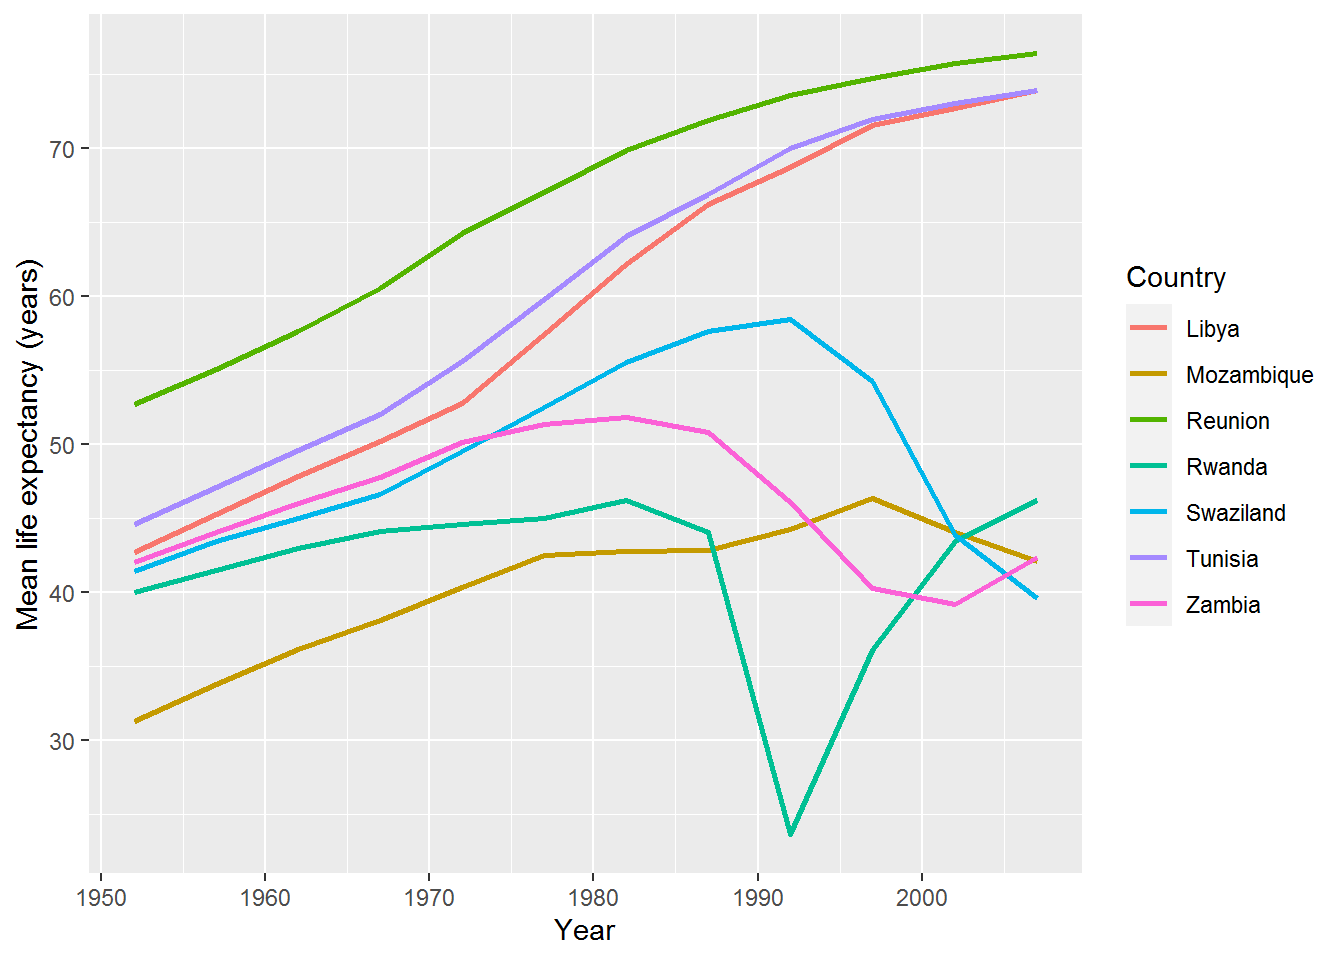 Mean life expectancy (years)
70
60
50
40
30
1950 1960 1970 1980 1990 2000
Year
Country
Libya
Mozambique
Reunion
Rwanda
Swaziland
Tunisia
Zambia